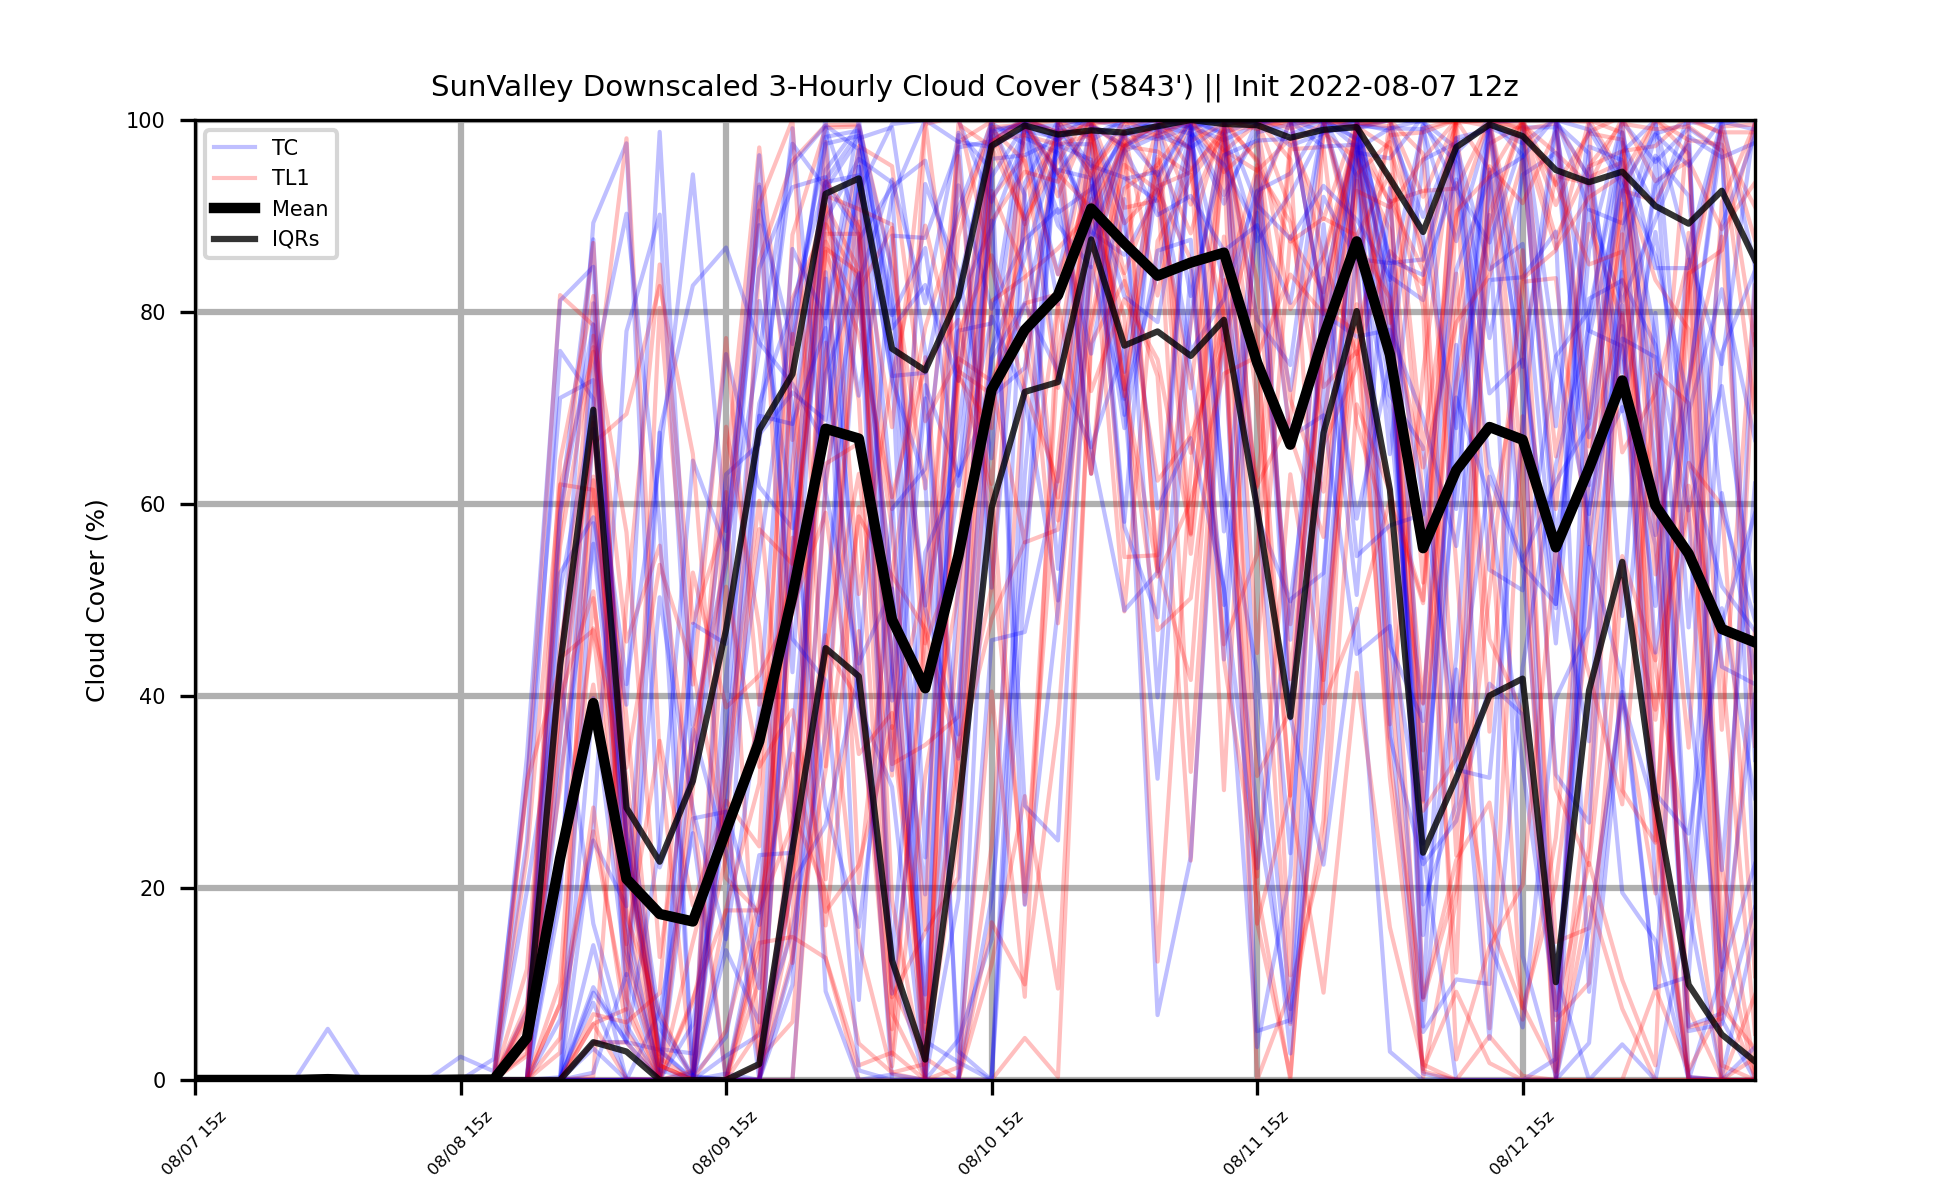 SunValley Downscaled 3-Hourly Cloud Cover (5843') || Init 2022-08-07 12z
100
80
60
40
20
0
Cloud Cover (%)
TC
TL1
Mean
IQRs
08/07 15z
08/08 15z
08/09 15z
08/10 15z
08/11 15z
08/12 15z